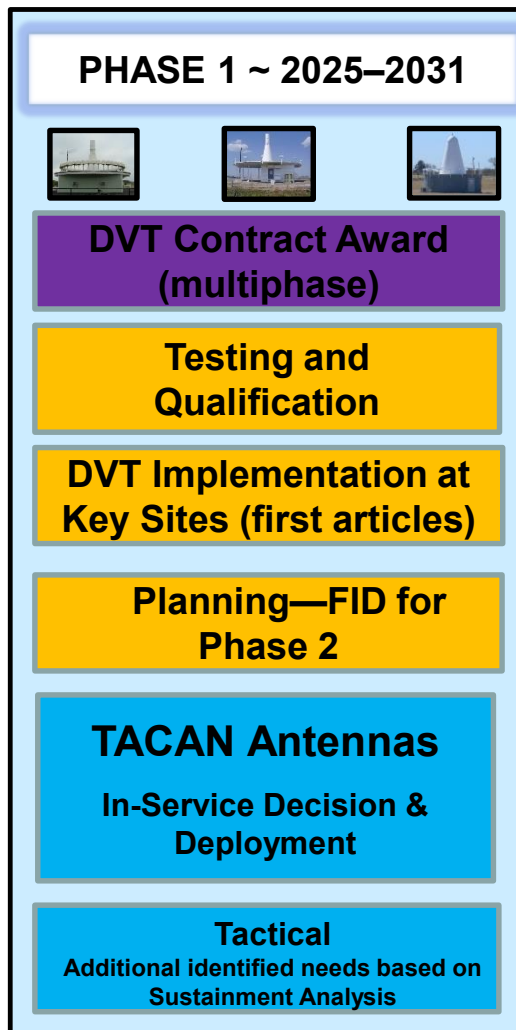 PHASE 1 ~ 2025–2031
DVT Contract Award
(multiphase)
Testing and
Qualification
DVT Implementation at
Key Sites (first articles)
Planning—FID for
Phase 2
TACAN Antennas
In-Service Decision &
Deployment
Tactical
Additional identified needs based on
Sustainment Analysis